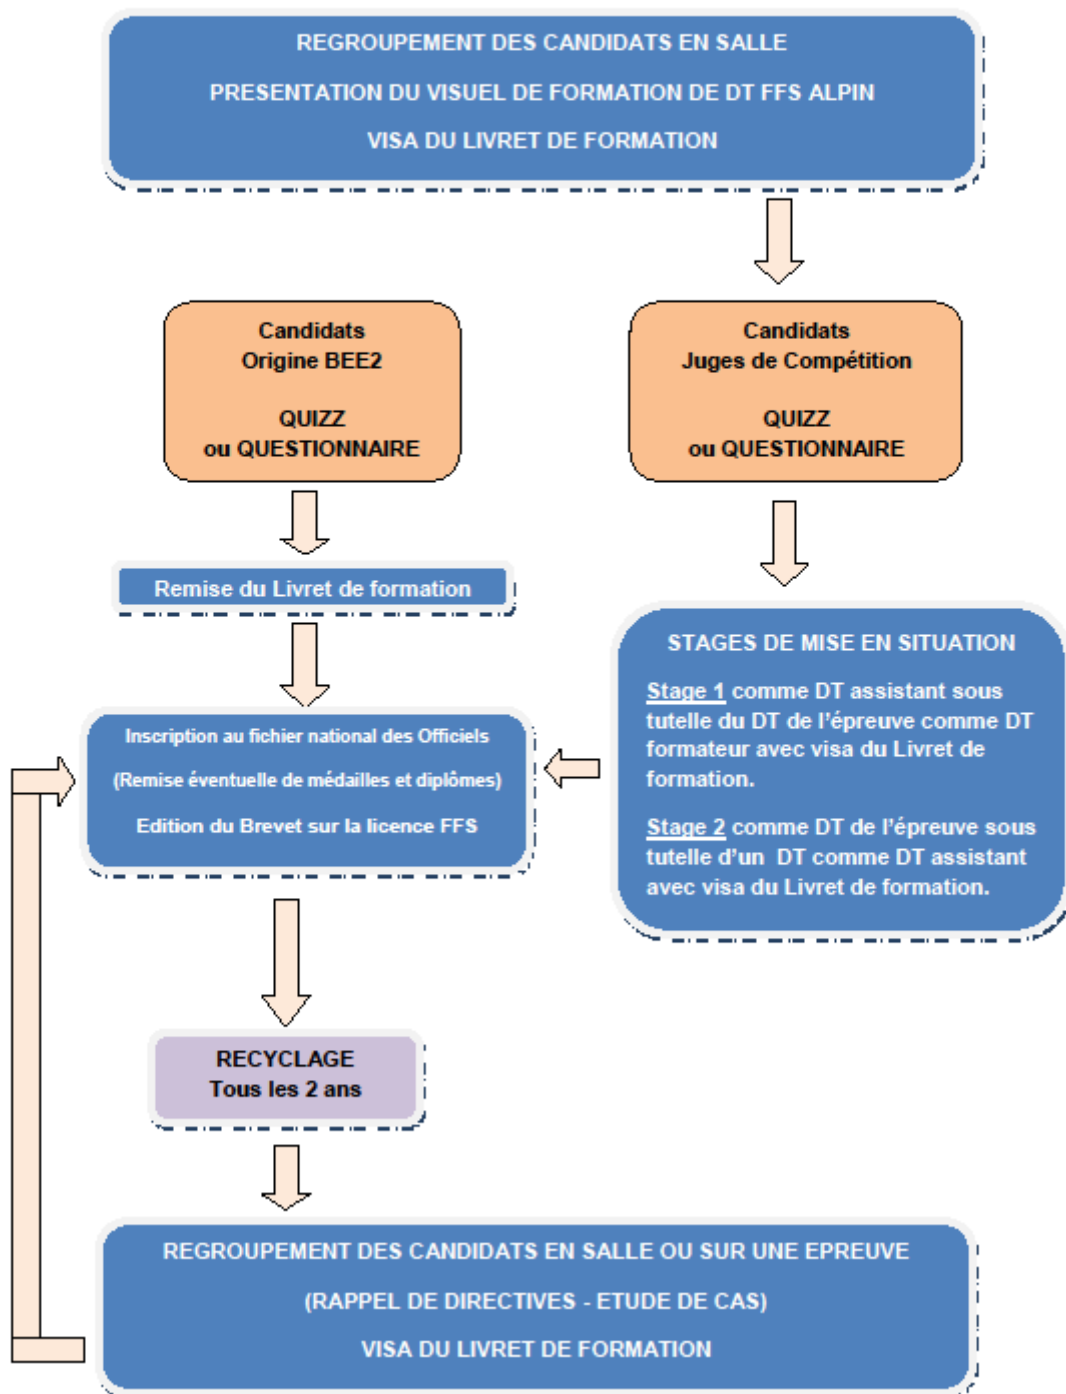 REGROUPEMENT DES CANDIDATS EN SALLE
PRESENTATION DU VISUEL DE FORMATION DE DT FFS ALPIN
VISA DU LIVRET DE FORMATION
Candidats
Origine BEE2
QUIZZ
ou QUESTIONNAIRE
Candidats
Juges de Compétition
QUIZZ
ou QUESTIONNAIRE
Remise du Livret de formation
STAGES DE MISE EN SITUATION
Stage 1 comme DT assistant sous
tutelle du DT de l'épreuve comme DT
formateur avec visa du Livret de
formation.
Stage 2 comme DT de l'épreuve sous
tutelle d'un DT comme DT assistant
avec visa du Livret de formation.
Inscription au fichier national des Officiels
(Remise éventuelle de médailles et diplômes)
Edition du Brevet sur la licence FFS
RECYCLAGE
Tous les 2 ans
REGROUPEMENT DES CANDIDATS EN SALLE OU SUR UNE EPREUVE
(RAPPEL DE DIRECTIVES - ETUDE DE CAS)
VISA DU LIVRET DE FORMATION